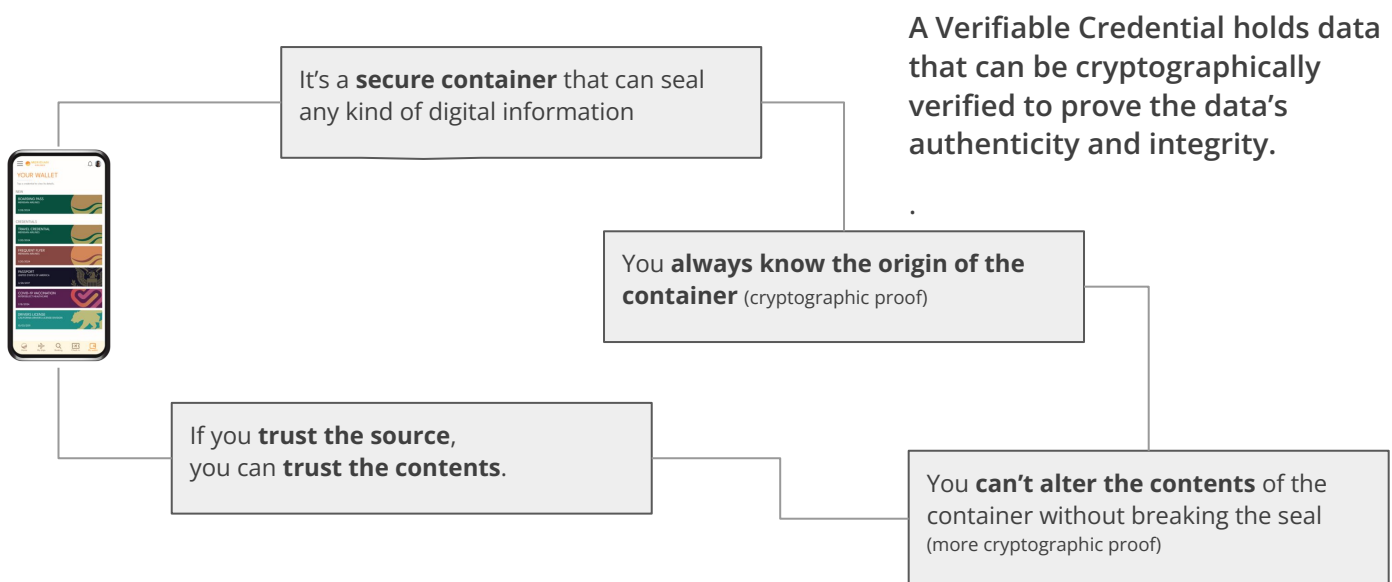 A Verifiable Credential holds data
that can be cryptographically
verified to prove the data’s
authenticity and integrity.
.
It’s a secure container that can seal
any kind of digital information
You always know the origin of the
container (cryptographic proof)
You can’t alter the contents of the
container without breaking the seal
(more cryptographic proof)
If you trust the source,
you can trust the contents.
YOUR WALLET
BOARDING PASS
CREDENTIALS
TRAVEL CREDENTIAL
FREQUENT FLYER
PASSPORT
COVID-19 VACCINATION
DRIVER'S LICENSE